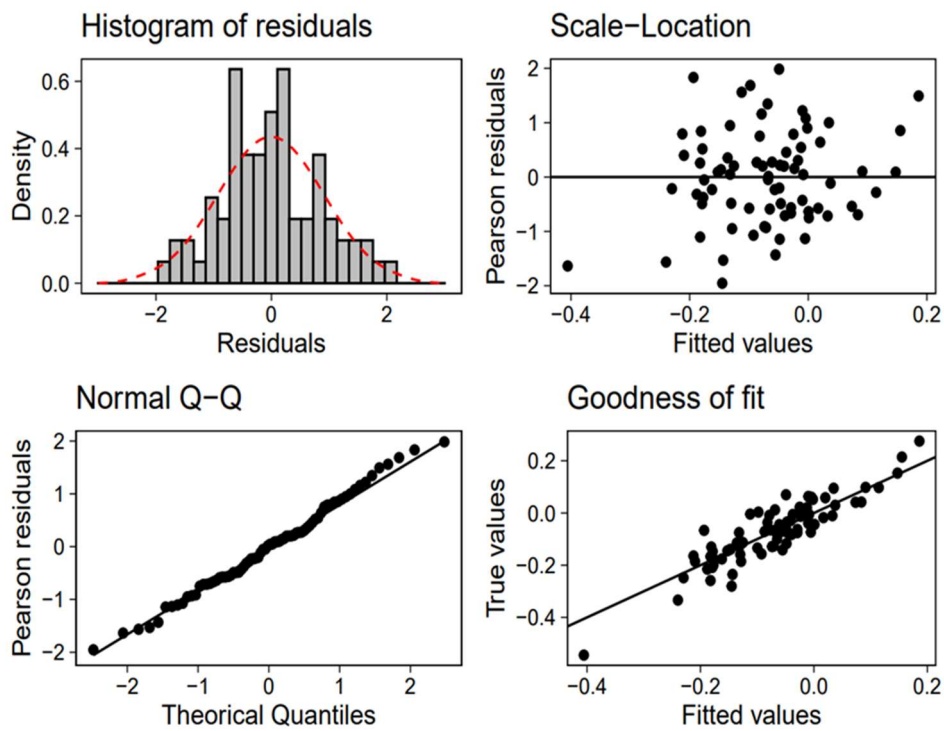 Histogram of residuals
Density
0.6
0.4
0.2
0.0
−2
0
2
Residuals
Scale−Location
Pearson residuals
2
1
0
−1
−2
−0.4
−0.2
0.0
0.2
Fitted values
Normal Q−Q
Pearson residuals
2
1
0
−1
−2
−2
−1
0
1
2
Theorical Quantiles
Goodness of fit
True values
0.2
0.0
−0.2
−0.4
−0.4
−0.2
0.0
0.2
Fitted values